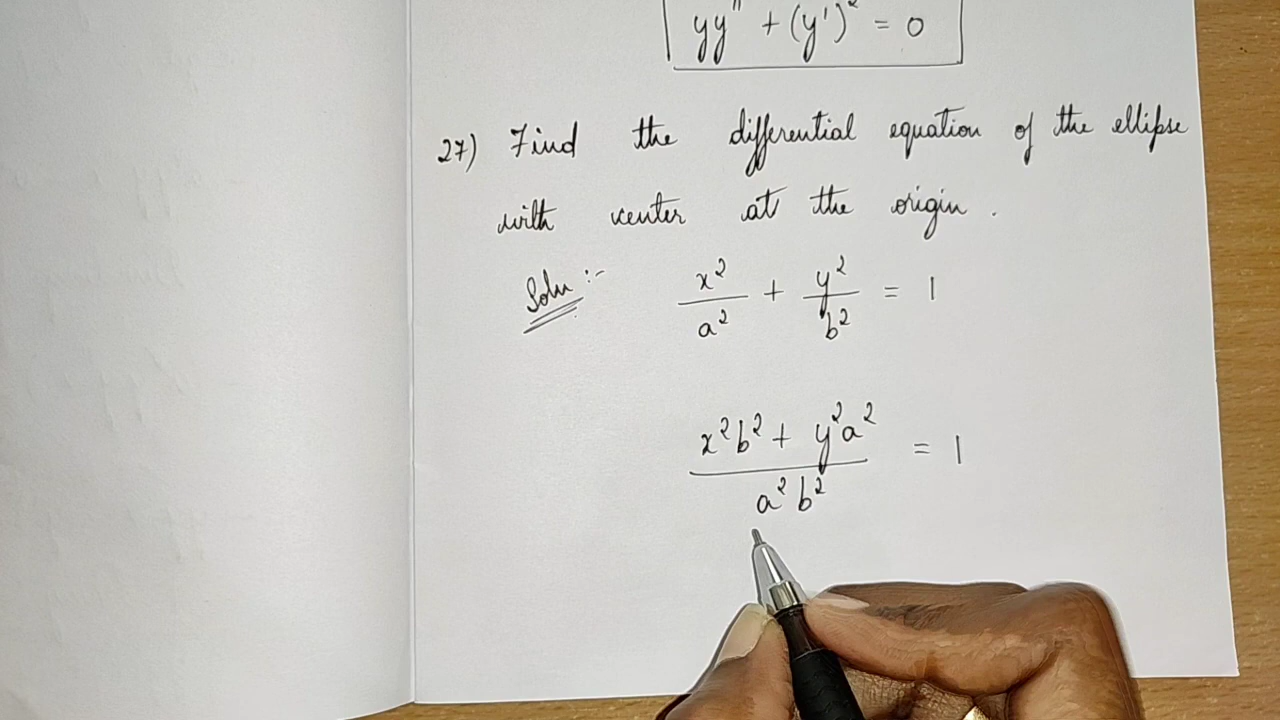 yy" + (y')² = 0
27) Find the differential equation of the ellipse
with center at the origin .
Solu :- x²/a² + y²/b² = 1
x²b² + y²a² / a²b² = 1